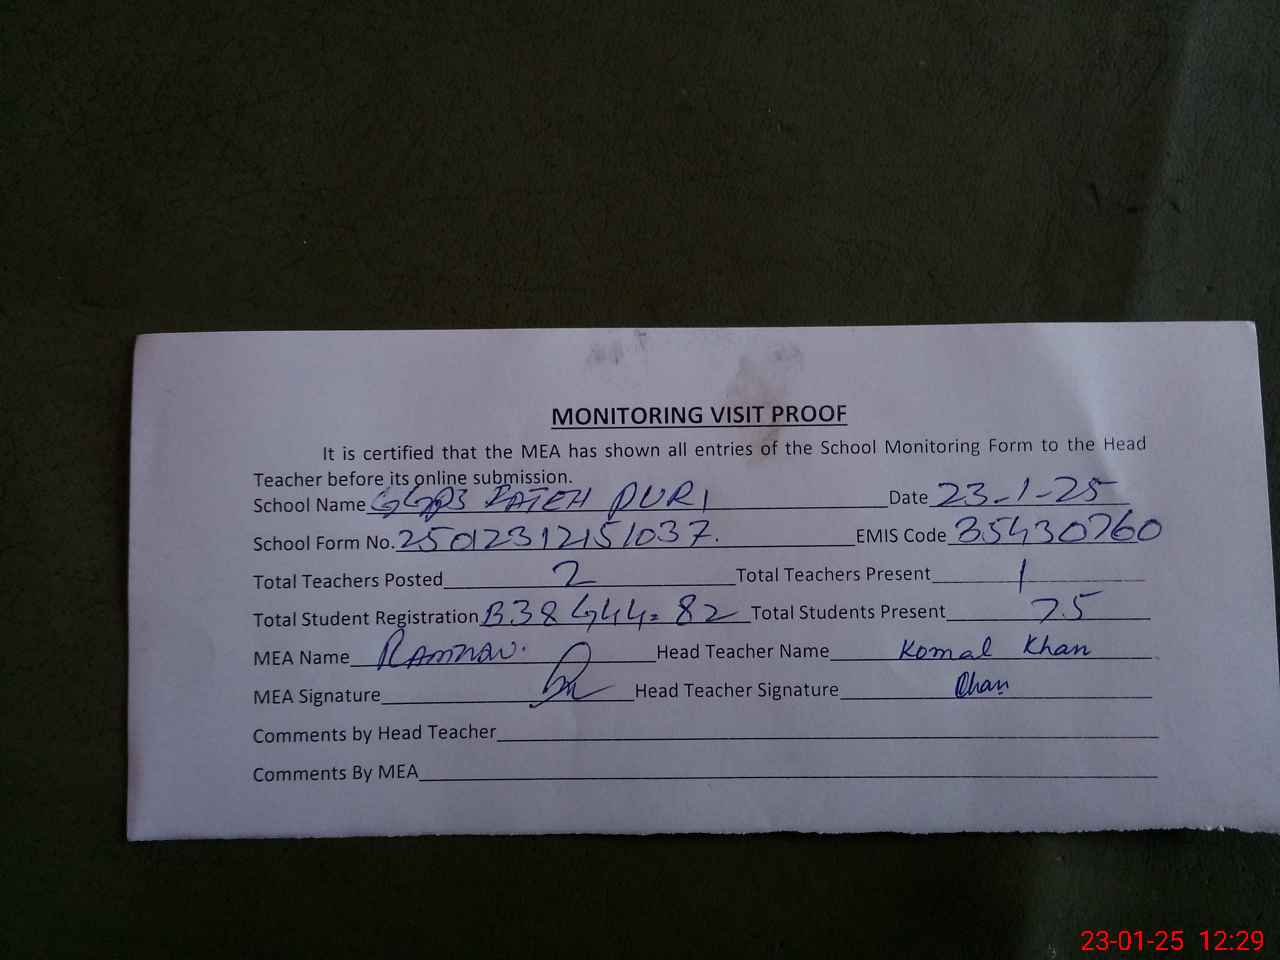 MONITORING VISIT PROOF
It is certified that the MEA has shown all entries of the School Monitoring Form to the Head
Teacher before its online submission.
School Name GGPS FATEH PURI Date 23-1-25
School Form No. 25012312151037. EMIS Code 35430760
Total Teachers Posted 2 Total Teachers Present 1
Total Student Registration B38 G44= 82 Total Students Present 75
MEA Name Head Teacher Name Komal Khan
MEA Signature Head Teacher Signature
Comments by Head Teacher
Comments By MEA
23-01-25 12:29